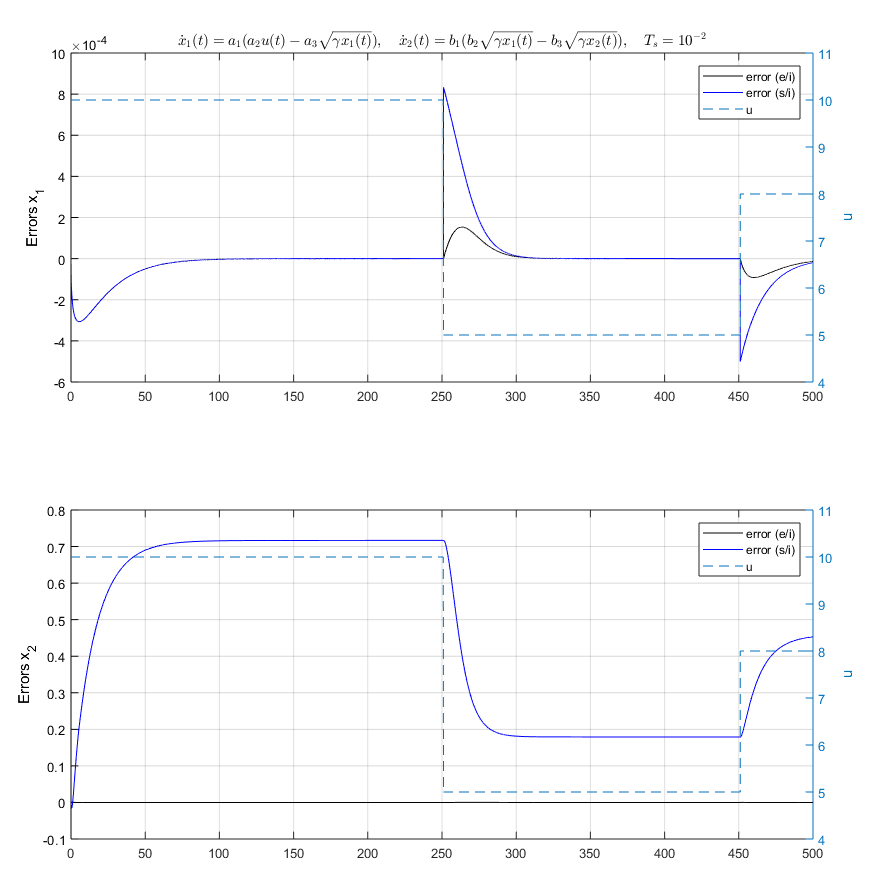 ẋ₁(t) = a₁(a₂u(t) − a₃√γx₁(t)), ẋ₂(t) = b₁(b₂√γx₁(t) − b₃√γx₂(t)), Tₛ = 10⁻²
×10⁻⁴
10
8
6
4
2
0
-2
-4
-6
Errors x₁
0 50 100 150 200 250 300 350 400 450 500
11
10
9
8
7
6
5
4
u
error (e/i)
error (s/i)
u
0.8
0.7
0.6
0.5
0.4
0.3
0.2
0.1
0
-0.1
Errors x₂
0 50 100 150 200 250 300 350 400 450 500
11
10
9
8
7
6
5
4
u
error (e/i)
error (s/i)
u